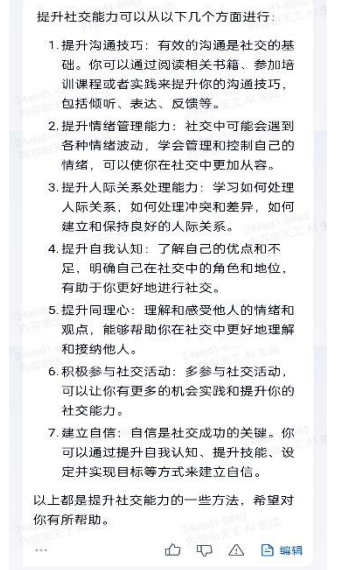 提升社交能力可以从以下几个方面进行：
1. 提升沟通技巧：有效的沟通是社交的基
础。你可以通过阅读相关书籍、参加培
训课程或者实践来提升你的沟通技巧，
包括倾听、表达、反馈等。
2. 提升情绪管理能力：社交中可能会遇到
各种情绪波动，学会管理和控制自己的
情绪，可以使你在社交中更加从容。
3. 提升人际关系处理能力：学习如何处理
人际关系，如何处理冲突和差异，如何
建立和保持良好的人际关系。
4. 提升自我认知：了解自己的优点和不
足，明确自己在社交中的角色和地位，
有助于你更好地进行社交。
5. 提升同理心：理解和感受他人的情绪和
观点，能够帮助你在社交中更好地理解
和接纳他人。
6. 积极参与社交活动：多参与社交活动，
可以让你有更多的机会实践和提升你的
社交能力。
7. 建立自信：自信是社交成功的关键。你
可以通过提升自我认知、提升技能、设
定并实现目标等方式来建立自信。
以上都是提升社交能力的一些方法，希望对
你有所帮助。
编辑